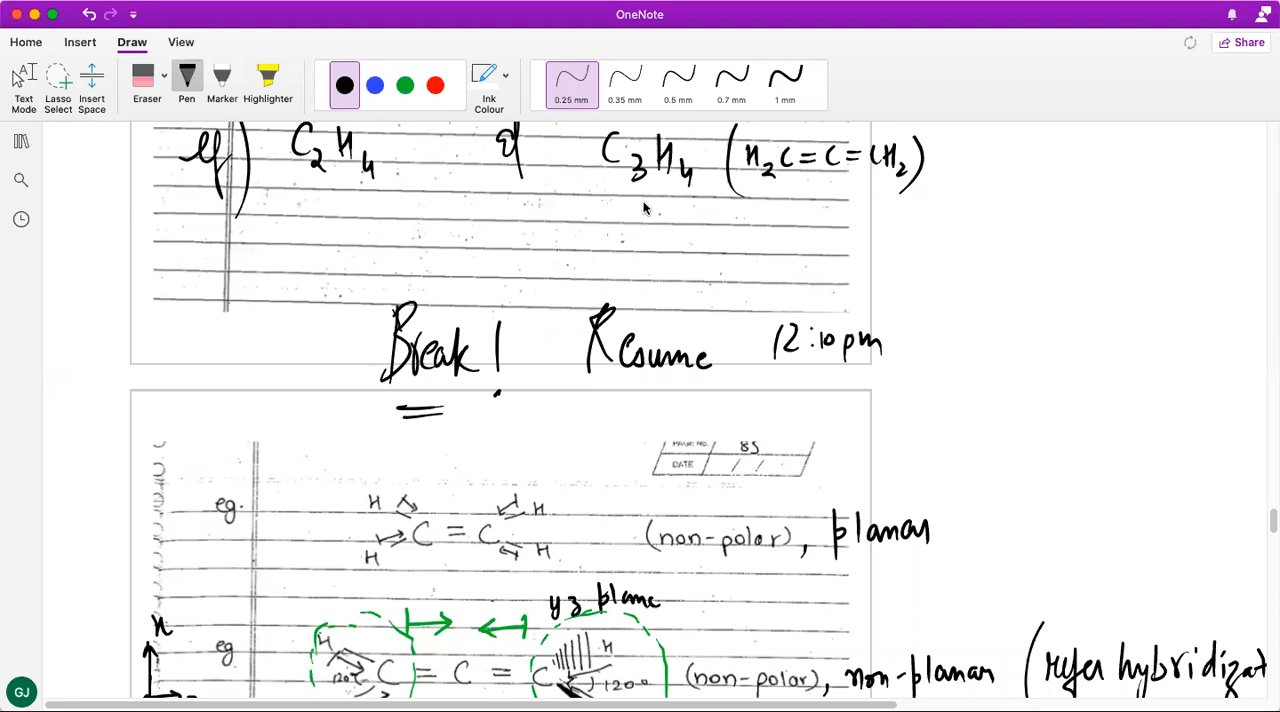 OneNote
Home Insert Draw View
Share
Text Mode
Lasso Select
Insert Space
Eraser
Pen
Marker
Highlighter
Ink Colour
0.25 mm
0.35 mm
0.5 mm
0.7 mm
1 mm
eg) C2H4 & C3H4 (H2C=C=CH2)
Break! Resume 12:10pm
PAGE NO. 85
DATE / /
eg. H H
C = C (non-polar), planar
H H
yz plane
x
eg H H
C = C = C (non-polar), non-planar (refer hybridizat
120° 120°
GJ